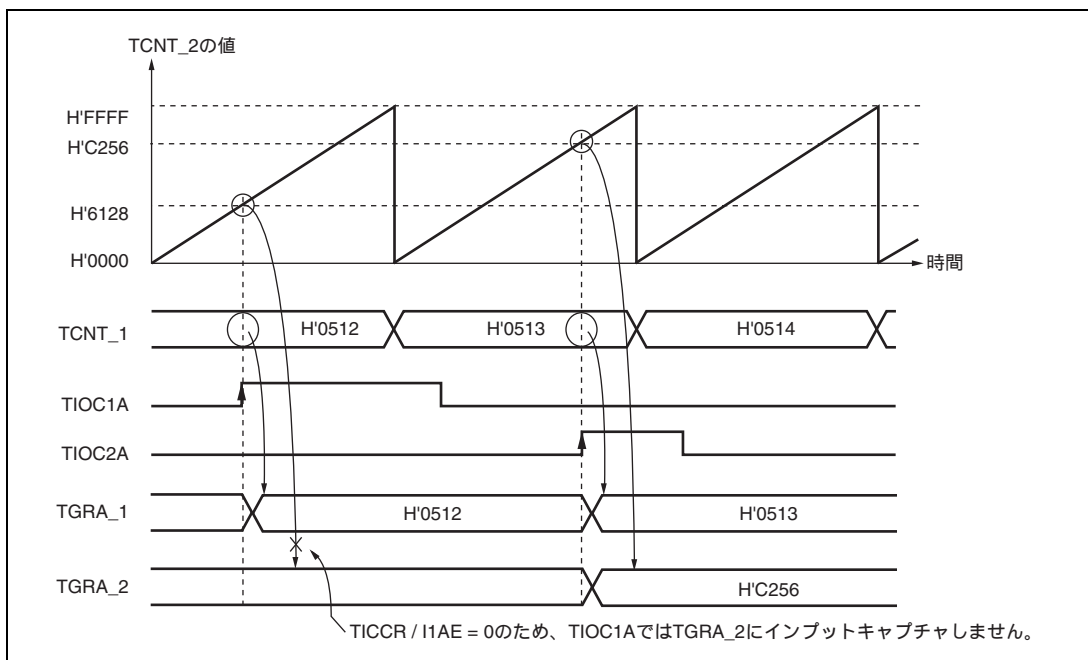 TCNT_2の値
H'FFFF
H'C256
H'6128
H'0000
時間
TCNT_1 H'0512 H'0513 H'0514
TIOC1A
TIOC2A
TGRA_1 H'0512 H'0513
TGRA_2 H'C256
TICCR / I1AE = 0のため、TIOC1AではTGRA_2にインプットキャプチャしません。